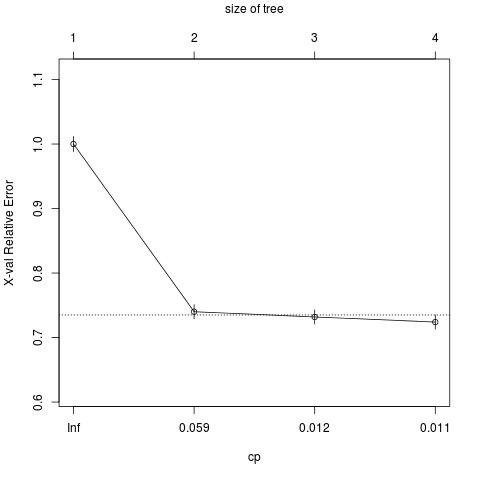 size of tree
1 2 3 4
1.1
1.0
0.9
0.8
0.7
0.6
X-val Relative Error
Inf 0.059 0.012 0.011
cp